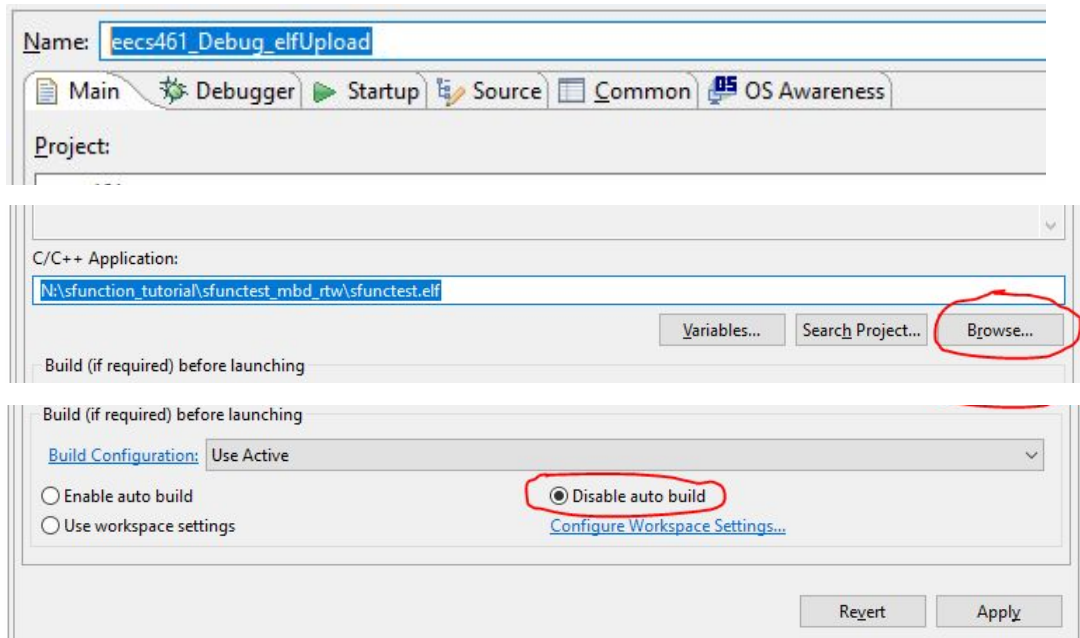 Name: eecs461_Debug_elfUpload
Main Debugger Startup Source Common OS Awareness
Project:
C/C++ Application:
N:\sfunction_tutorial\sfunctest_mbd_rtw\sfunctest.elf
Variables... Search Project... Browse...
Build (if required) before launching
Build (if required) before launching
Build Configuration: Use Active
Enable auto build Disable auto build
Use workspace settings Configure Workspace Settings...
Revert Apply